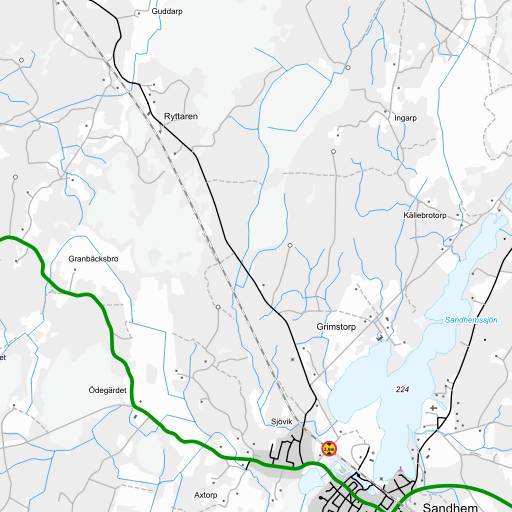 Guddarp
Ryttaren
Ingarp
Källebrotorp
Granbäcksbro
Sandhemssjön
Grimstorp
Ödegärdet
224
Sjövik
Axtorp
Sandhem